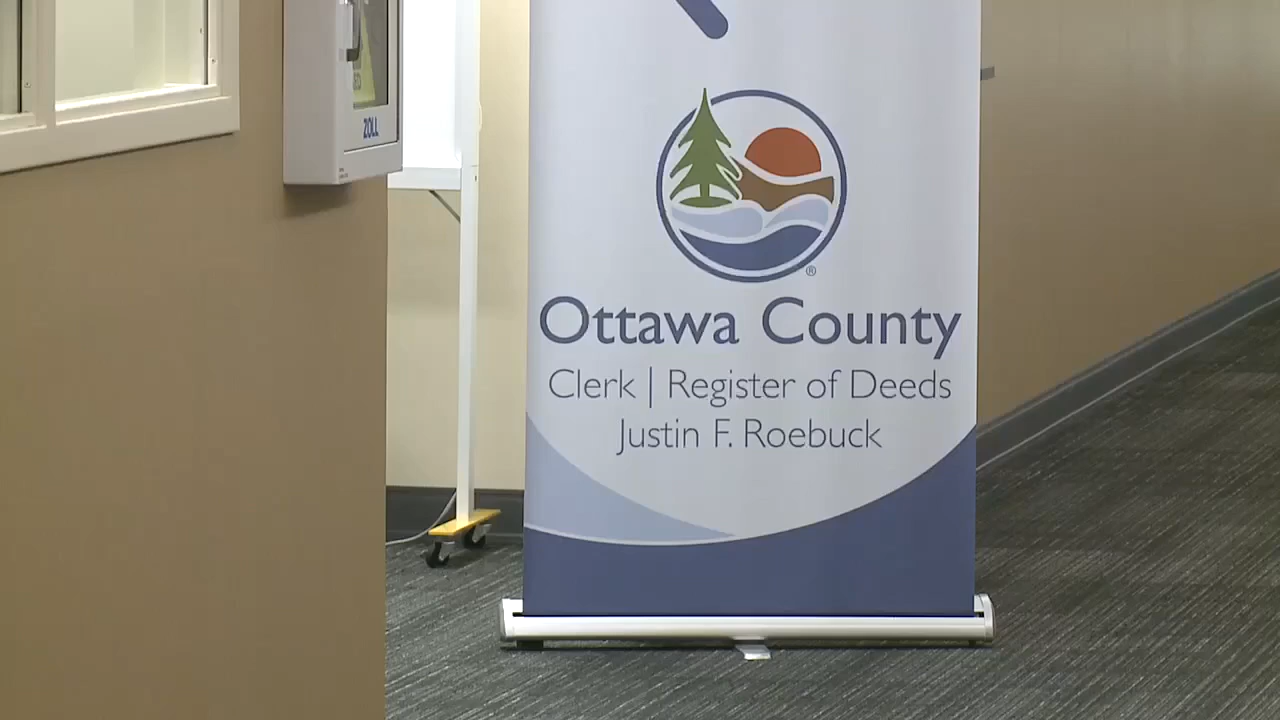 ZOLL
®
Ottawa County
Clerk | Register of Deeds
Justin F. Roebuck